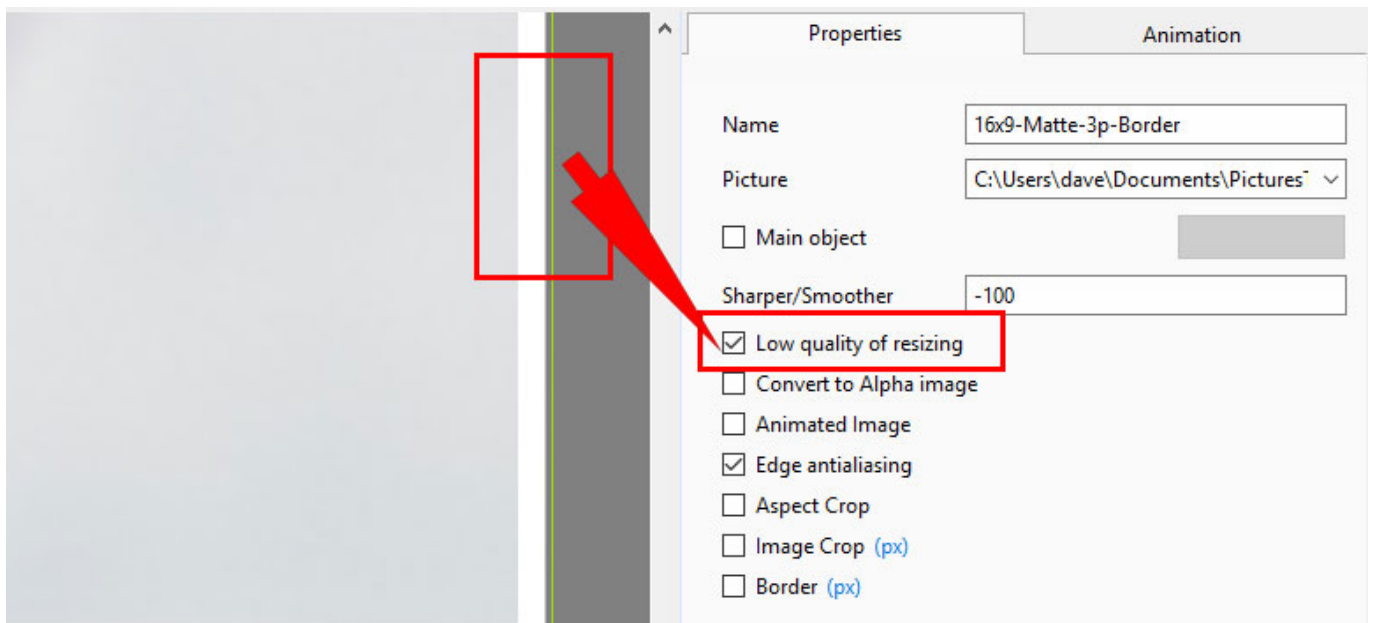 Properties
Animation
Name
16x9-Matte-3p-Border
Picture
C:\Users\dave\Documents\Pictures
Main object
Sharper/Smoother
-100
Low quality of resizing
Convert to Alpha image
Animated Image
Edge antialiasing
Aspect Crop
Image Crop (px)
Border (px)